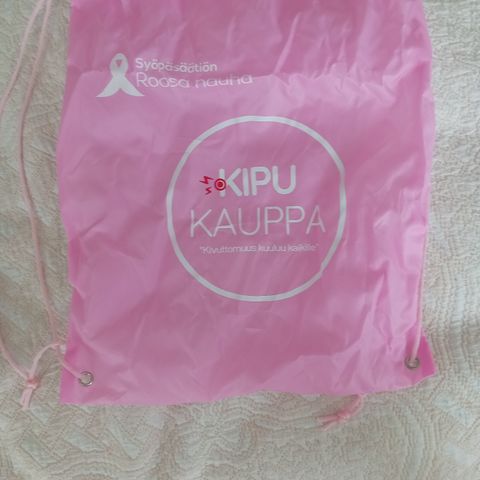 Syöpäsäätiön
Roosa nauha
KIPU
KAUPPA
"Kivuttomuus kuuluu kaikille"